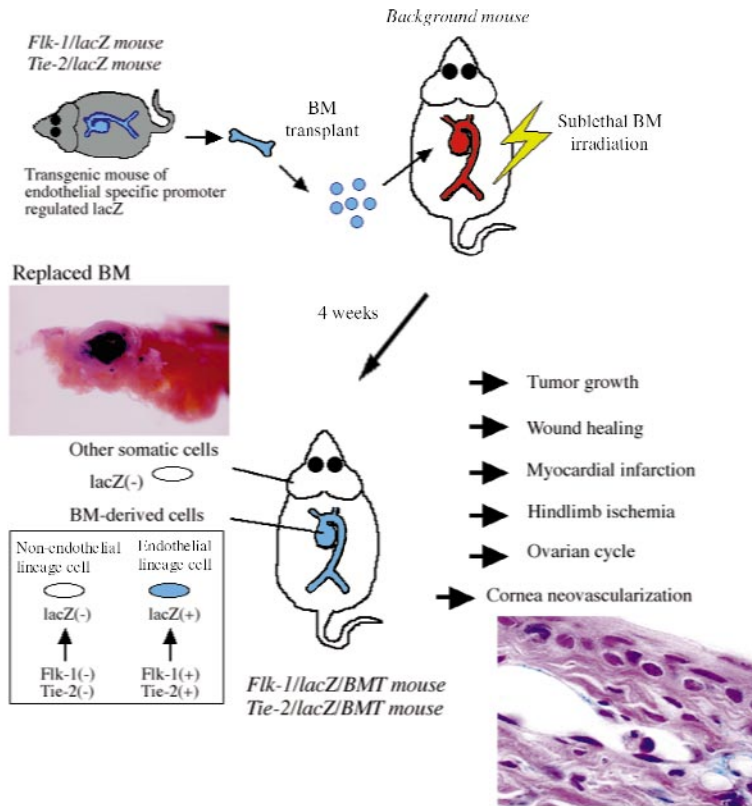 Background mouse
Flk-1/lacZ mouse
Tie-2/lacZ mouse
BM
transplant
Sublethal BM
irradiation
Transgenic mouse of
endothelial specific promoter
regulated lacZ
Replaced BM
4 weeks
Other somatic cells
lacZ(-)
BM-derived cells
Non-endothelial
lineage cell
lacZ(-)
Flk-1(-)
Tie-2(-)
Endothelial
lineage cell
lacZ(+)
Flk-1(+)
Tie-2(+)
Flk-1/lacZ/BMT mouse
Tie-2/lacZ/BMT mouse
Tumor growth
Wound healing
Myocardial infarction
Hindlimb ischemia
Ovarian cycle
Cornea neovascularization